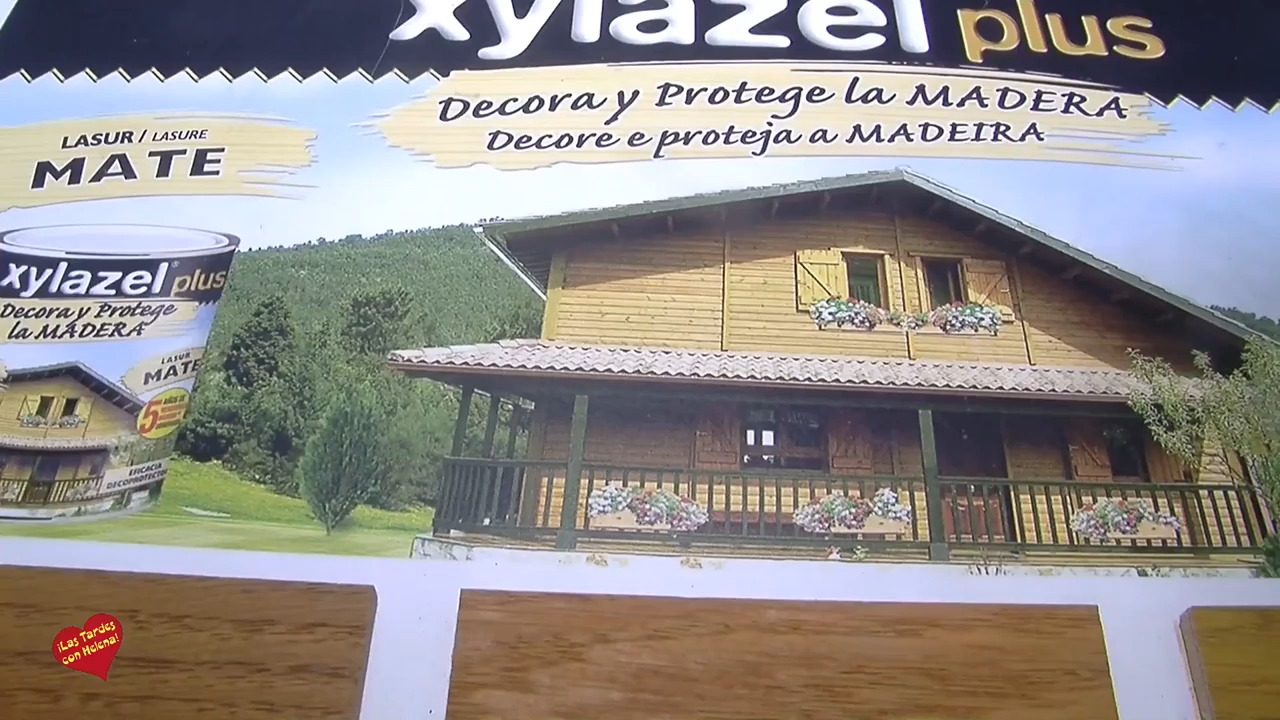 xylazel plus
Decora y Protege la MADERA
Decore e proteja a MADEIRA
LASUR / LASURE
MATE
xylazel® plus
Decora y Protege
la MADERA
LASUR
MATE
5
EFICACIA
¡Las Tardes
con Helena!